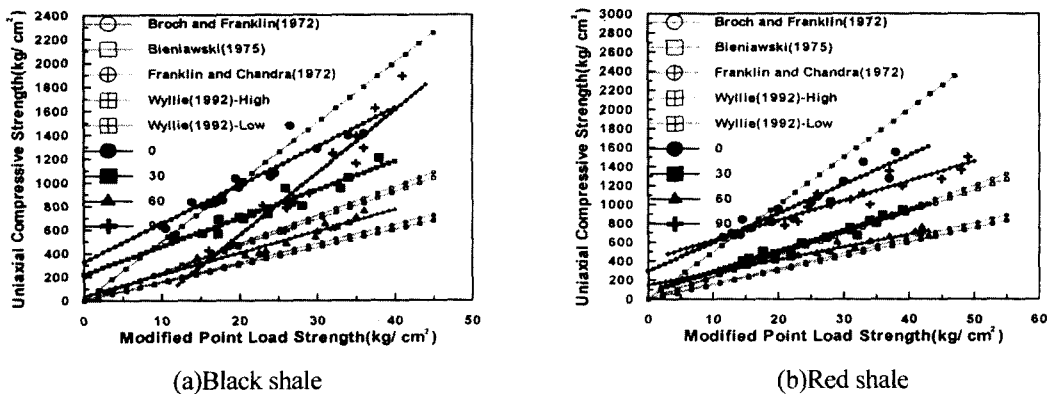 Uniaxial Compressive Strength(kg/ cm²)
2400
2200
2000
1800
1600
1400
1200
1000
800
600
400
200
0
Broch and Franklin(1972)
Bieniawski(1975)
Franklin and Chandra(1972)
Wyllie(1992)-High
Wyllie(1992)-Low
0
30
60
0 10 20 30 40 50
Modified Point Load Strength(kg/ cm²)
(a)Black shale
Uniaxial Compressive Strength(kg/ cm²)
3000
2800
2600
2400
2200
2000
1800
1600
1400
1200
1000
800
600
400
200
0
Broch and Franklin(1972)
Bieniawski(1975)
Franklin and Chandra(1972)
Wyllie(1992)-High
Wyllie(1992)-Low
0
30
60
90
0 10 20 30 40 50 60
Modified Point Load Strength(kg/ cm²)
(b)Red shale